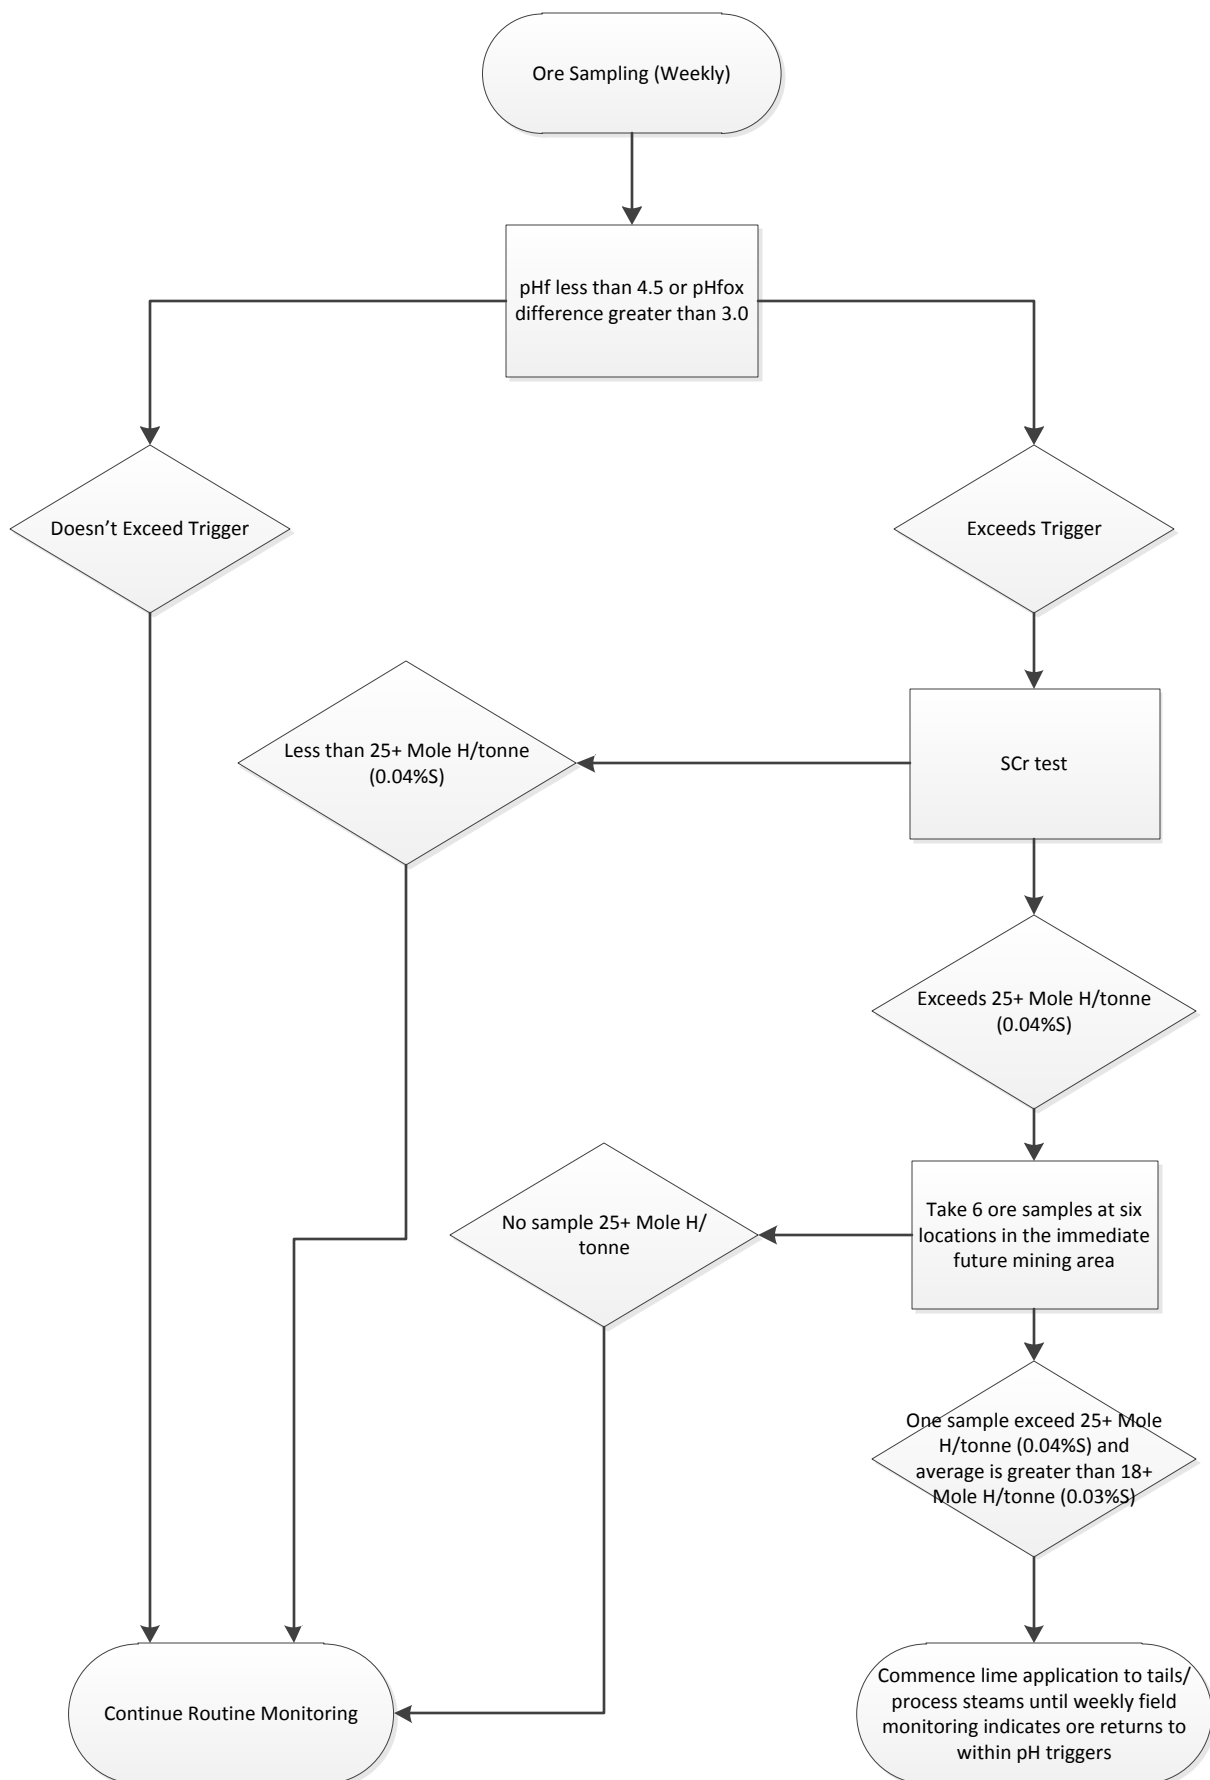 Ore Sampling (Weekly)
pHf less than 4.5 or pHfox
difference greater than 3.0
Doesn’t Exceed Trigger
Exceeds Trigger
Less than 25+ Mole H/tonne
(0.04%S)
SCr test
Exceeds 25+ Mole H/tonne
(0.04%S)
No sample 25+ Mole H/
tonne
Take 6 ore samples at six
locations in the immediate
future mining area
One sample exceed 25+ Mole
H/tonne (0.04%S) and
average is greater than 18+
Mole H/tonne (0.03%S)
Continue Routine Monitoring
Commence lime application to tails/
process steams until weekly field
monitoring indicates ore returns to
within pH triggers